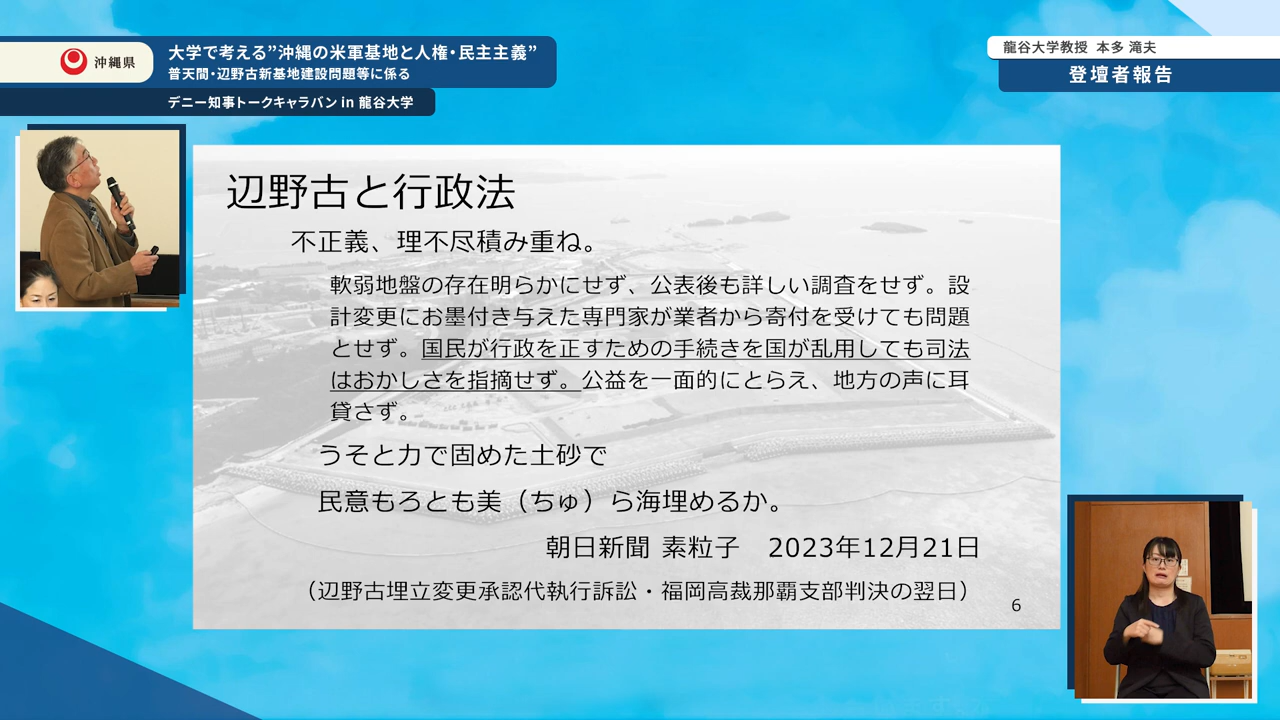 沖縄県
大学で考える”沖縄の米軍基地と人権・民主主義”
普天間・辺野古新基地建設問題等に係る
デニー知事トークキャラバン in 龍谷大学
龍谷大学教授 本多 滝夫
登壇者報告
辺野古と行政法
不正義、理不尽積み重ね。
軟弱地盤の存在明らかにせず、公表後も詳しい調査をせず。設
計変更にお墨付き与えた専門家が業者から寄付を受けても問題
とせず。国民が行政を正すための手続きを国が乱用しても司法
はおかしさを指摘せず。公益を一面的にとらえ、地方の声に耳
貸さず。
うそと力で固めた土砂で
民意もろとも美（ちゅ）ら海埋めるか。
朝日新聞 素粒子　2023年12月21日
（辺野古埋立変更承認代執行訴訟・福岡高裁那覇支部判決の翌日）
6